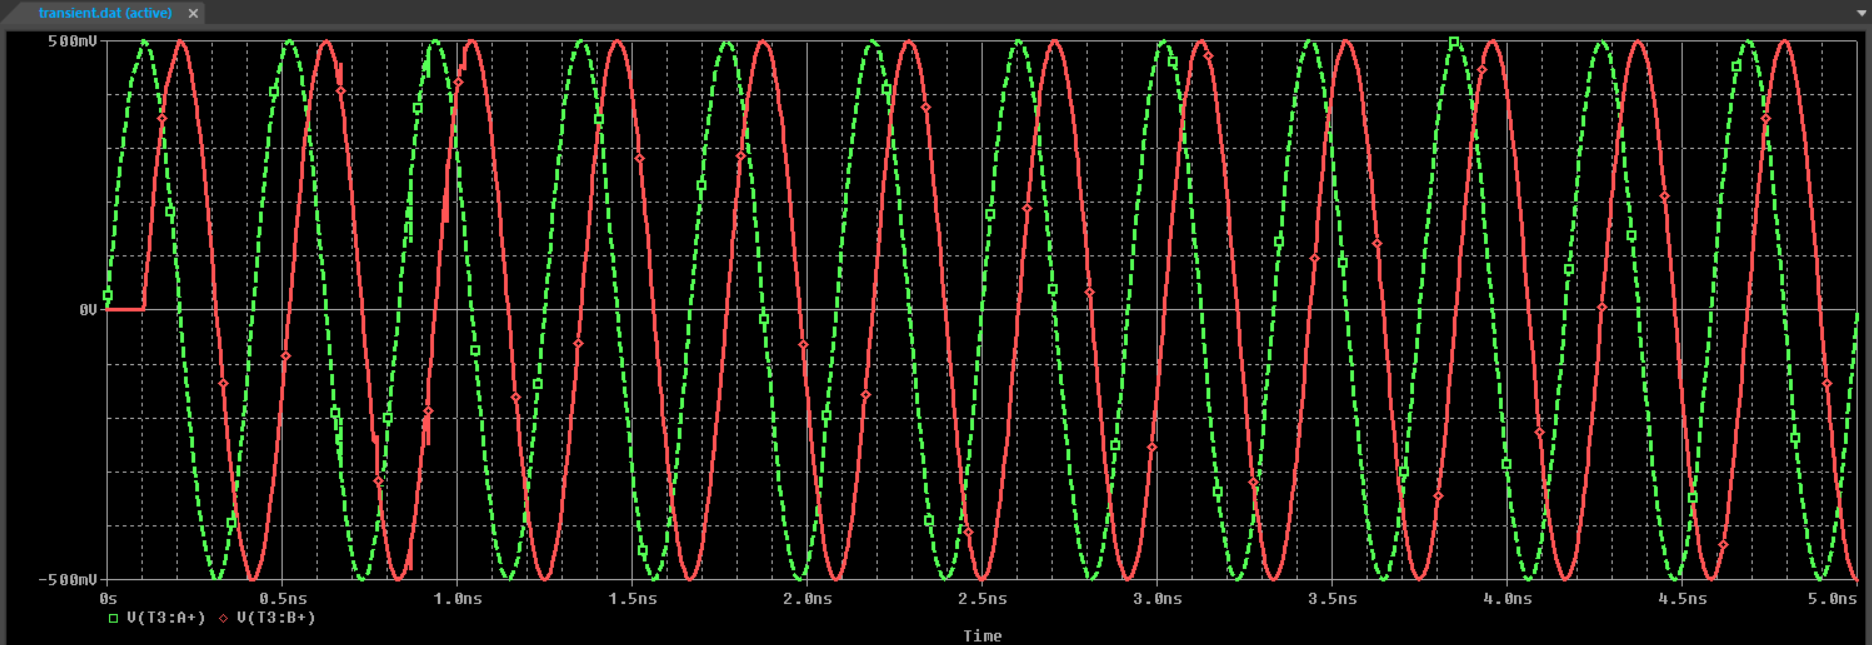 transient.dat (active)
500mV
0V
-500mV
0s 0.5ns 1.0ns 1.5ns 2.0ns 2.5ns 3.0ns 3.5ns 4.0ns 4.5ns 5.0ns
V(T3:A+) V(T3:B+)
Time